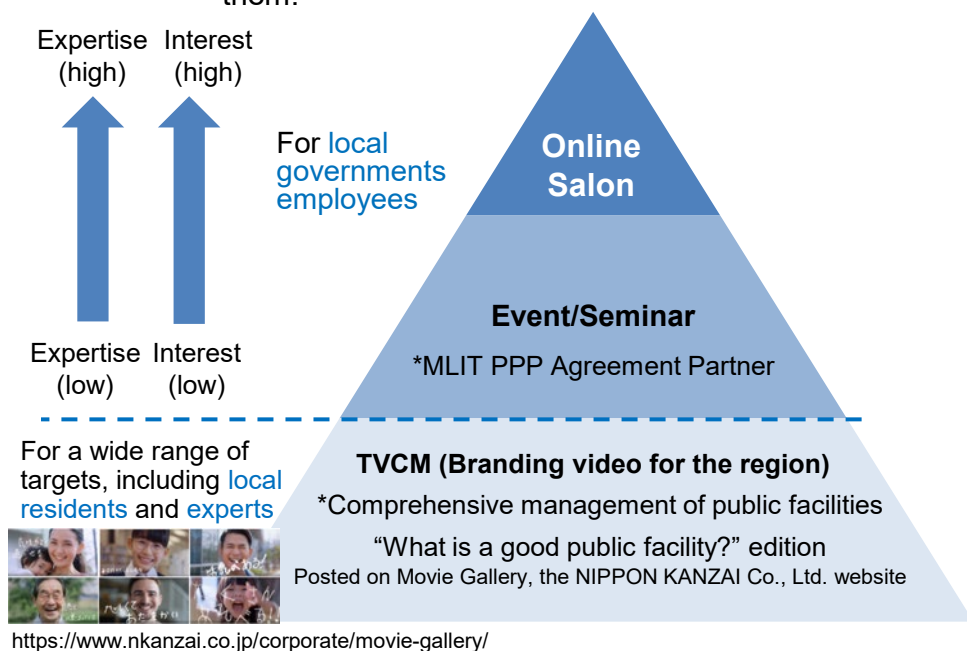 them.
Expertise Interest
(high) (high)
For local
governments
employees
Online
Salon
Event/Seminar
*MLIT PPP Agreement Partner
Expertise Interest
(low) (low)
For a wide range of
targets, including local
residents and experts
TVCM (Branding video for the region)
*Comprehensive management of public facilities
“What is a good public facility?” edition
Posted on Movie Gallery, the NIPPON KANZAI Co., Ltd. website
https://www.nkanzai.co.jp/corporate/movie-gallery/